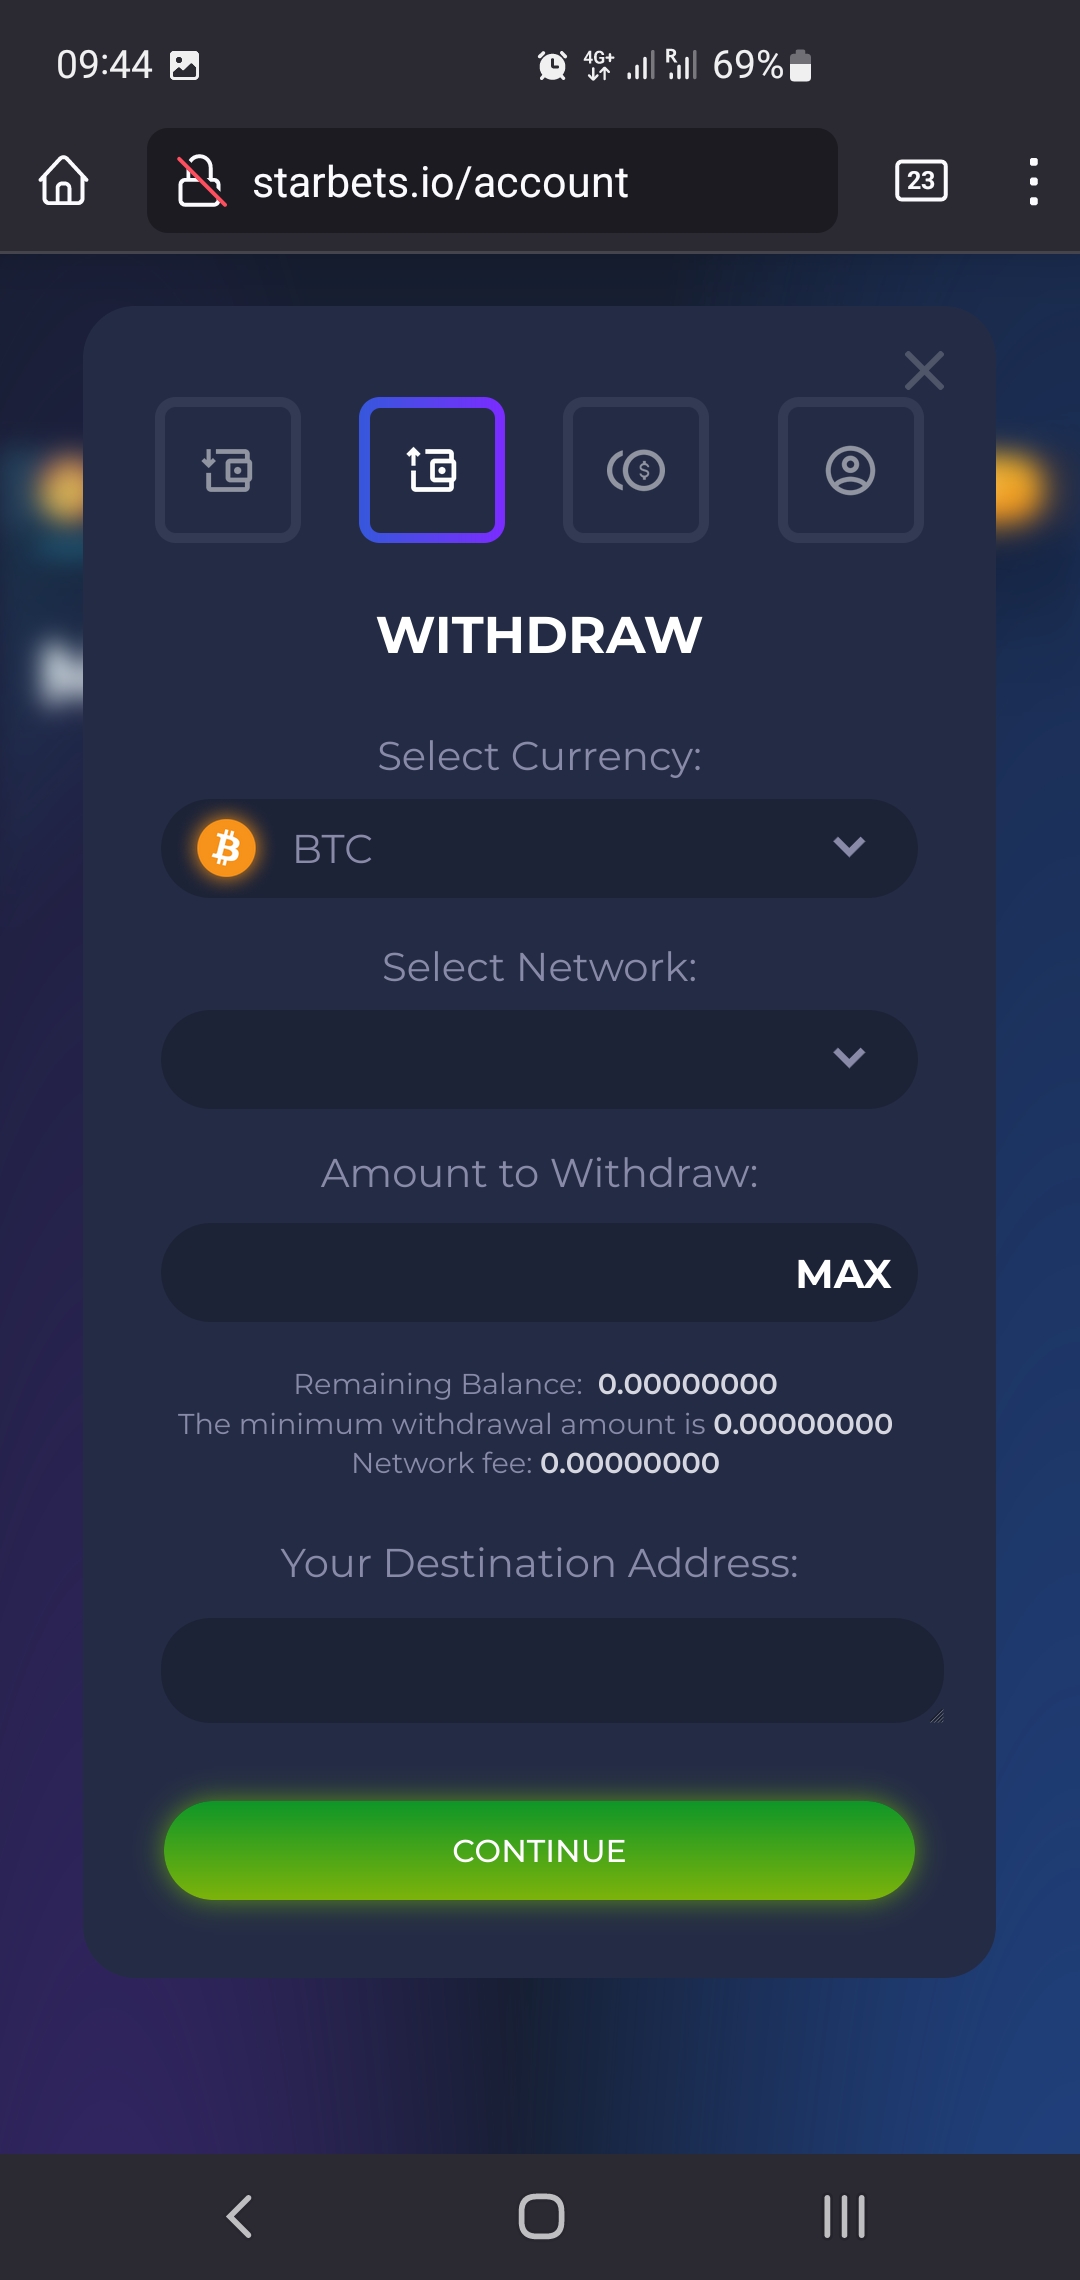 09:44
4G+ R 69%
starbets.io/account
23
WITHDRAW
Select Currency:
BTC
Select Network:
Amount to Withdraw:
MAX
Remaining Balance: 0.00000000
The minimum withdrawal amount is 0.00000000
Network fee: 0.00000000
Your Destination Address:
CONTINUE